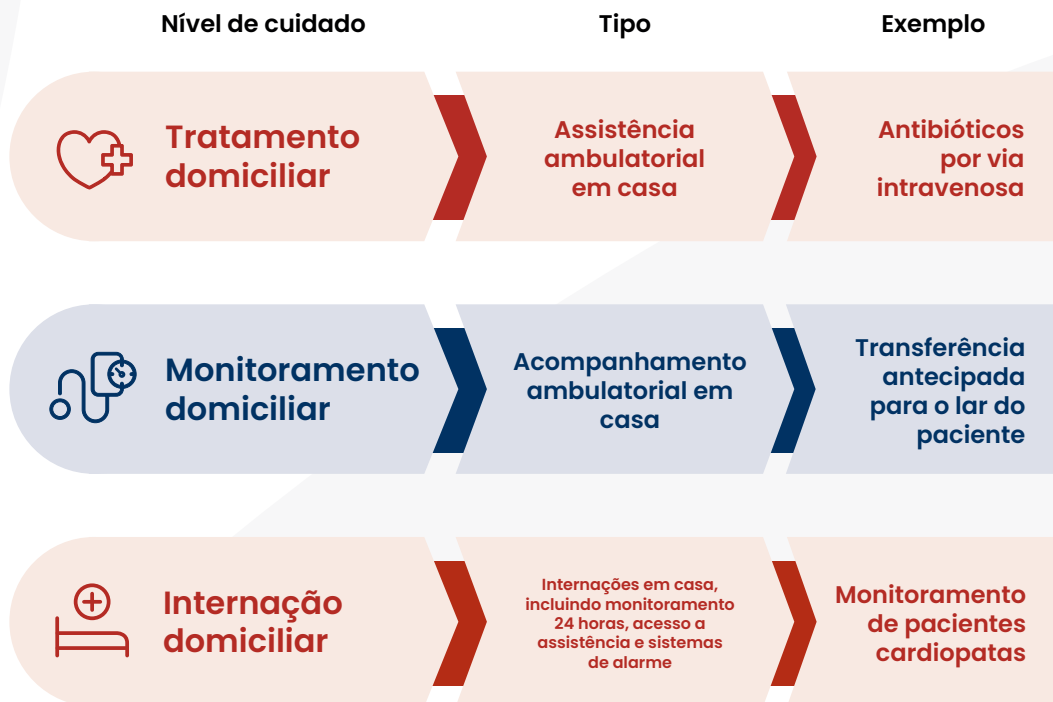 Nível de cuidado
Tipo
Exemplo
Tratamento
domiciliar
Assistência
ambulatorial
em casa
Antibióticos
por via
intravenosa
Monitoramento
domiciliar
Acompanhamento
ambulatorial em
casa
Transferência
antecipada
para o lar do
paciente
Internação
domiciliar
Internações em casa,
incluindo monitoramento
24 horas, acesso a
assistência e sistemas
de alarme
Monitoramento
de pacientes
cardiopatas